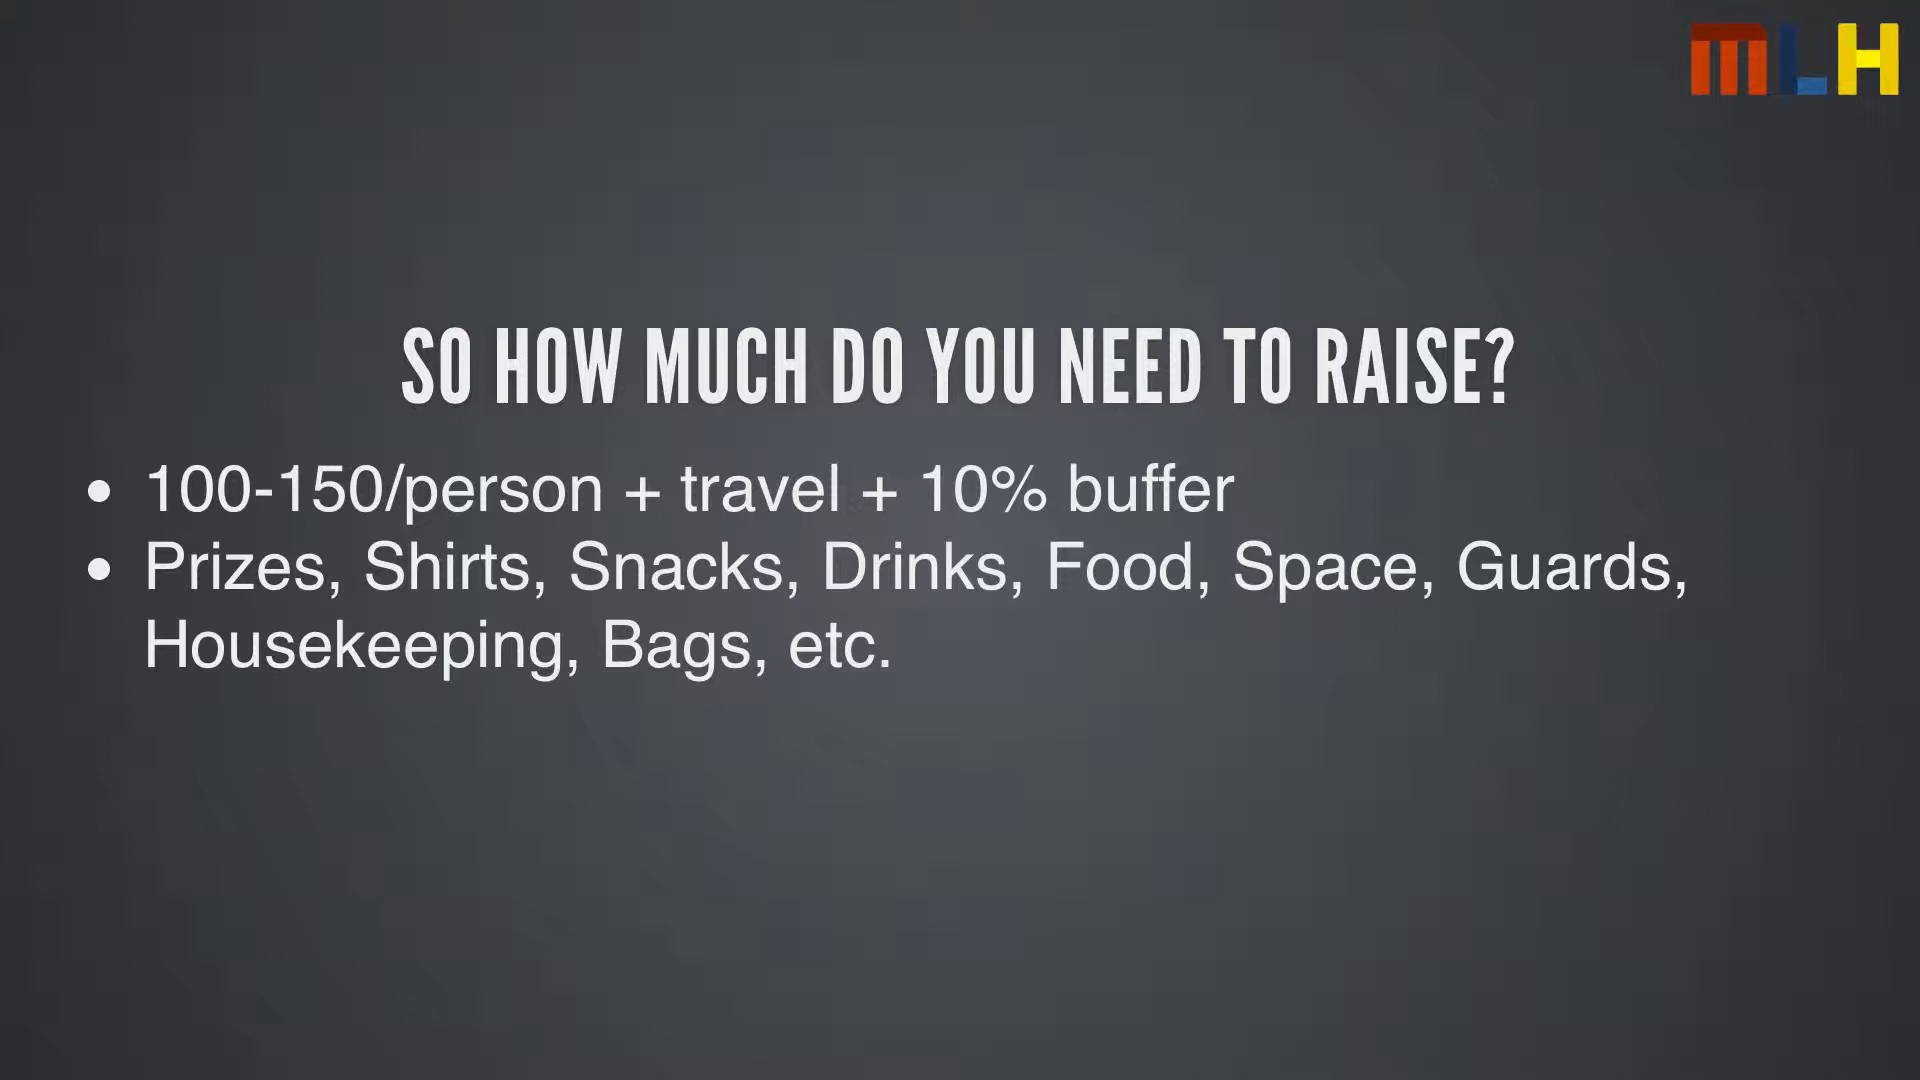 MLH
SO HOW MUCH DO YOU NEED TO RAISE?
• 100-150/person + travel + 10% buffer
• Prizes, Shirts, Snacks, Drinks, Food, Space, Guards,
Housekeeping, Bags, etc.